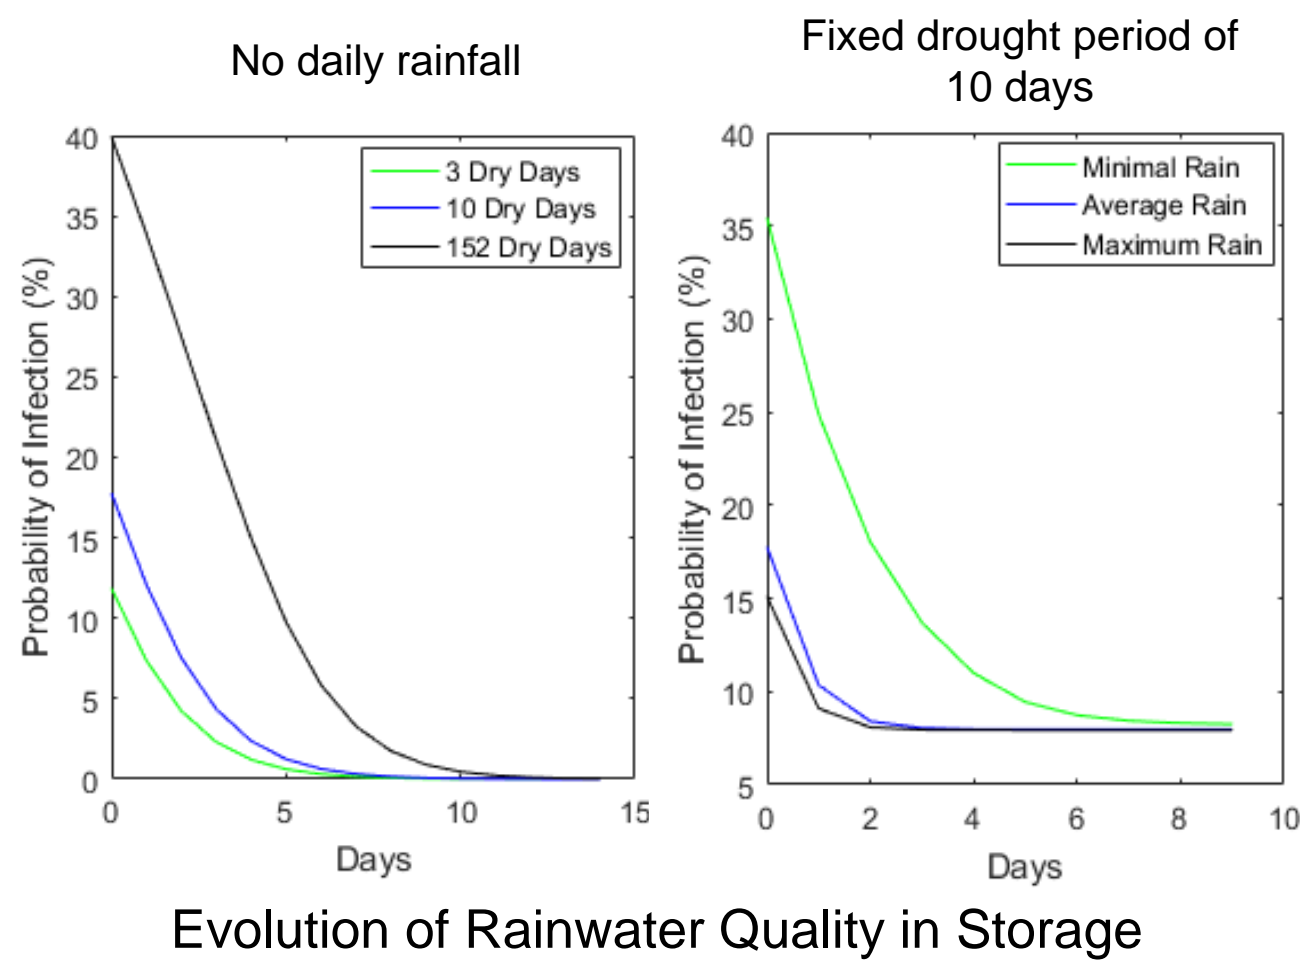 No daily rainfall
Fixed drought period of
10 days
40
35
30
25
20
15
10
5
0
Probability of Infection (%)
3 Dry Days
10 Dry Days
152 Dry Days
0
5
10
15
Days
40
35
30
25
20
15
10
5
Probability of Infection (%)
Minimal Rain
Average Rain
Maximum Rain
0
2
4
6
8
10
Days
Evolution of Rainwater Quality in Storage